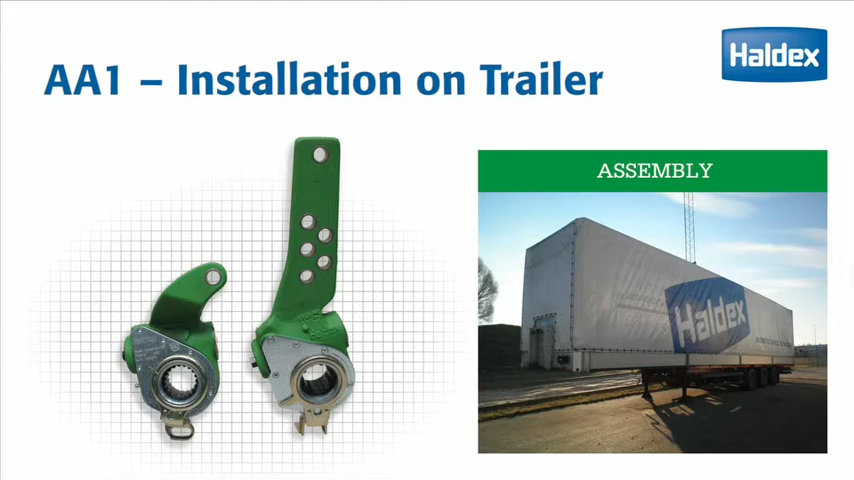 AA1 – Installation on Trailer
Haldex
ASSEMBLY
Haldex